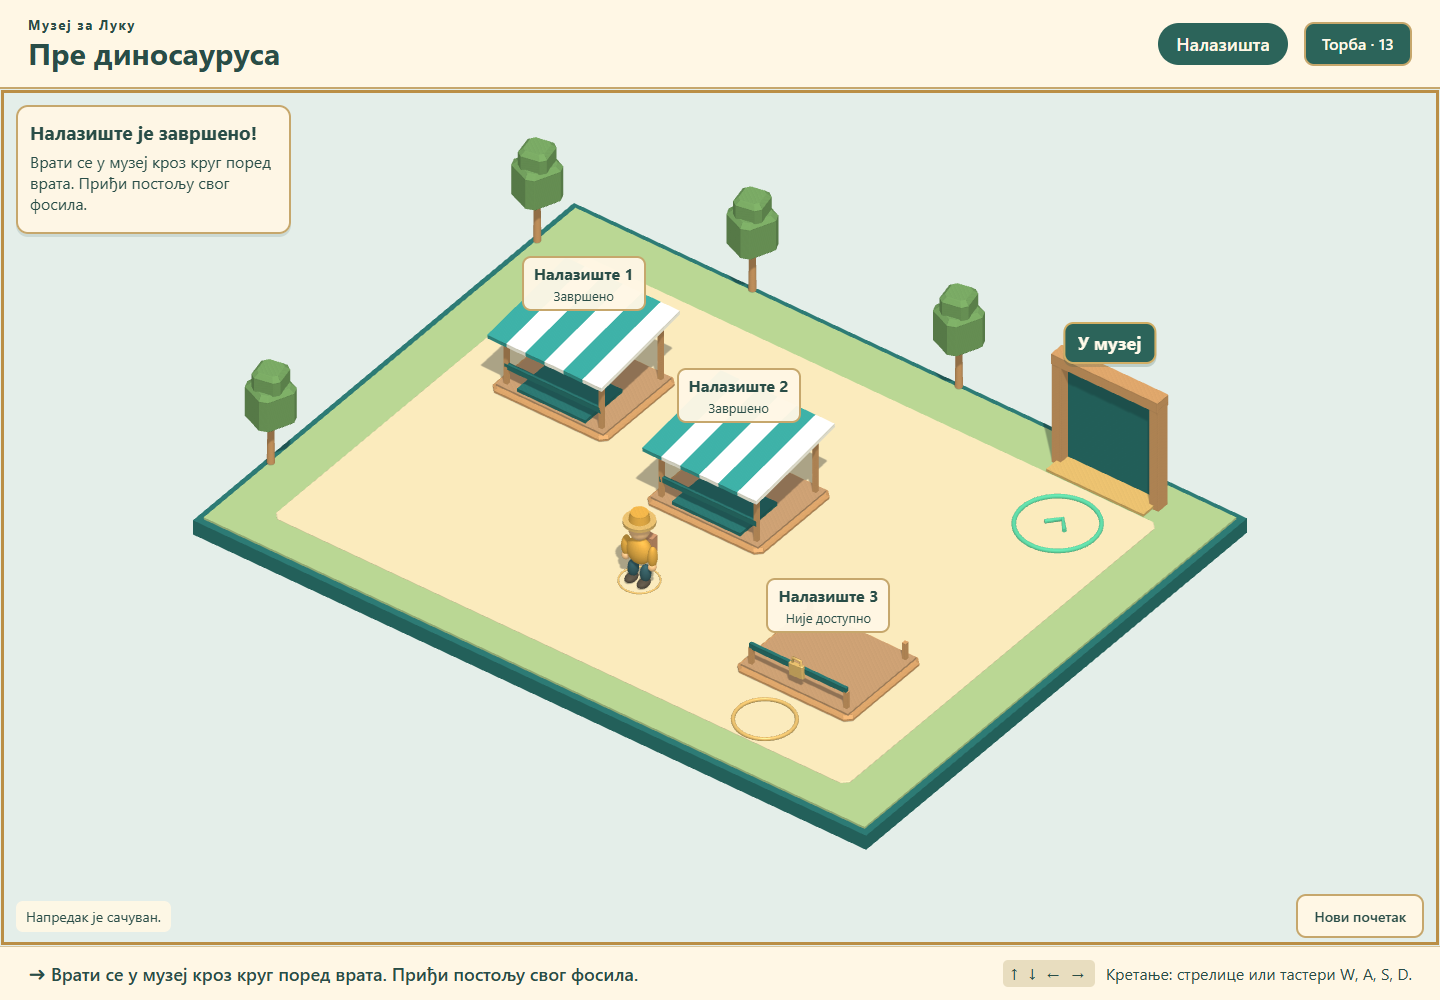 Музеј за Луку
Пре диносауруса
Налазишта
Торба · 13
Налазиште је завршено!
Врати се у музеј кроз круг поред
врата. Приђи постољу свог
фосила.
Налазиште 1
Завршено
Налазиште 2
Завршено
У музеј
Налазиште 3
Није доступно
Напредак је сачуван.
Нови почетак
→ Врати се у музеј кроз круг поред врата. Приђи постољу свог фосила.
↑ ↓ ← → Кретање: стрелице или тастери W, A, S, D.